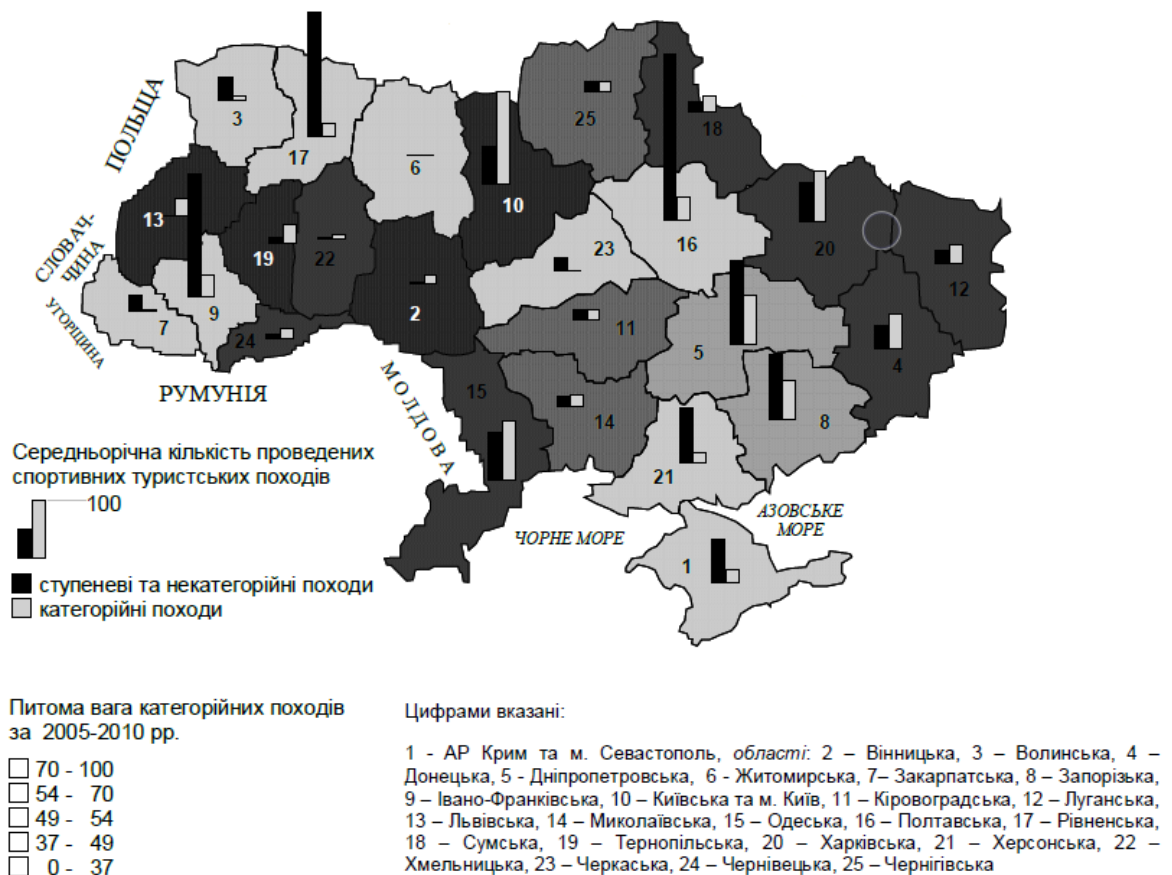 ПОЛЬЩА
СЛОВАЧ-
ЧИНА
УГОРЩИНА
РУМУНІЯ
МОЛДОВА
ЧОРНЕ МОРЕ
АЗОВСЬКЕ
МОРЕ
3
17
6
10
25
18
13
19
22
2
23
16
20
12
7
9
24
15
11
14
5
8
4
21
1
Середньорічна кількість проведених
спортивних туристських походів
100
ступеневі та некатегорійні походи
категорійні походи
Питома вага категорійних походів
за 2005-2010 рр.
70 - 100
54 - 70
49 - 54
37 - 49
0 - 37
Цифрами вказані:
1 - АР Крим та м. Севастополь, області: 2 – Вінницька, 3 – Волинська, 4 –
Донецька, 5 - Дніпропетровська, 6 - Житомирська, 7– Закарпатська, 8 – Запорізька,
9 – Івано-Франківська, 10 – Київська та м. Київ, 11 – Кіровоградська, 12 – Луганська,
13 – Львівська, 14 – Миколаївська, 15 – Одеська, 16 – Полтавська, 17 – Рівненська,
18 – Сумська, 19 – Тернопільська, 20 – Харківська, 21 – Херсонська, 22 –
Хмельницька, 23 – Черкаська, 24 – Чернівецька, 25 – Чернігівська